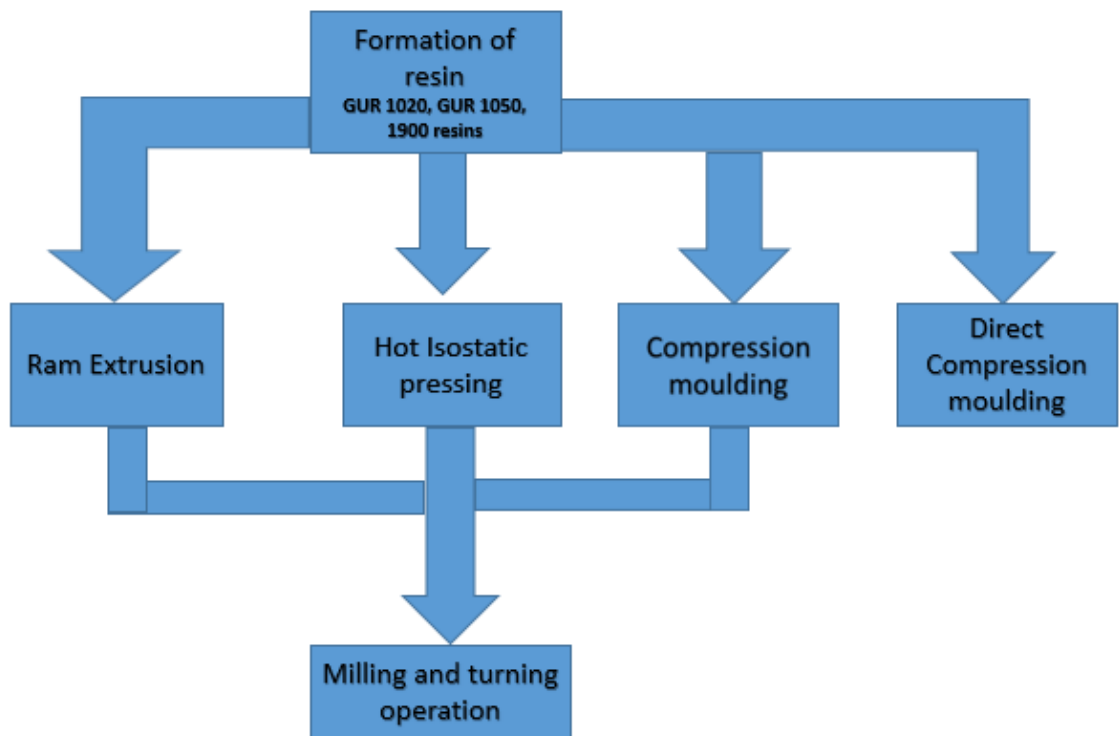 Formation of
resin
GUR 1020, GUR 1050,
1900 resins
Ram Extrusion
Hot Isostatic
pressing
Compression
moulding
Direct
Compression
moulding
Milling and turning
operation